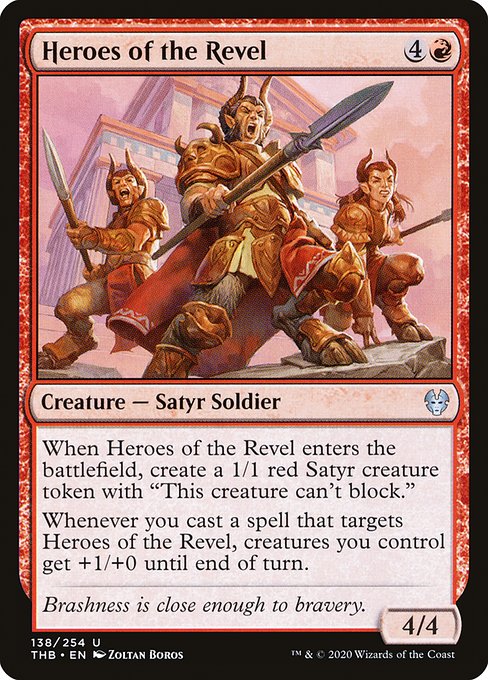 Heroes of the Revel 4
Creature — Satyr Soldier
When Heroes of the Revel enters the
battlefield, create a 1/1 red Satyr creature
token with “This creature can’t block.”
Whenever you cast a spell that targets
Heroes of the Revel, creatures you control
get +1/+0 until end of turn.
Brashness is close enough to bravery.
4/4
138/254 U
THB • EN Zoltan Boros
™ & © 2020 Wizards of the Coast